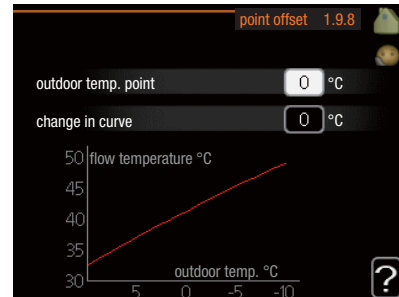 point offset 1.9.8
outdoor temp. point 0 °C
change in curve 0 °C
50 flow temperature °C
45
40
35
30
outdoor temp. °C
5 0 -5 -10
?